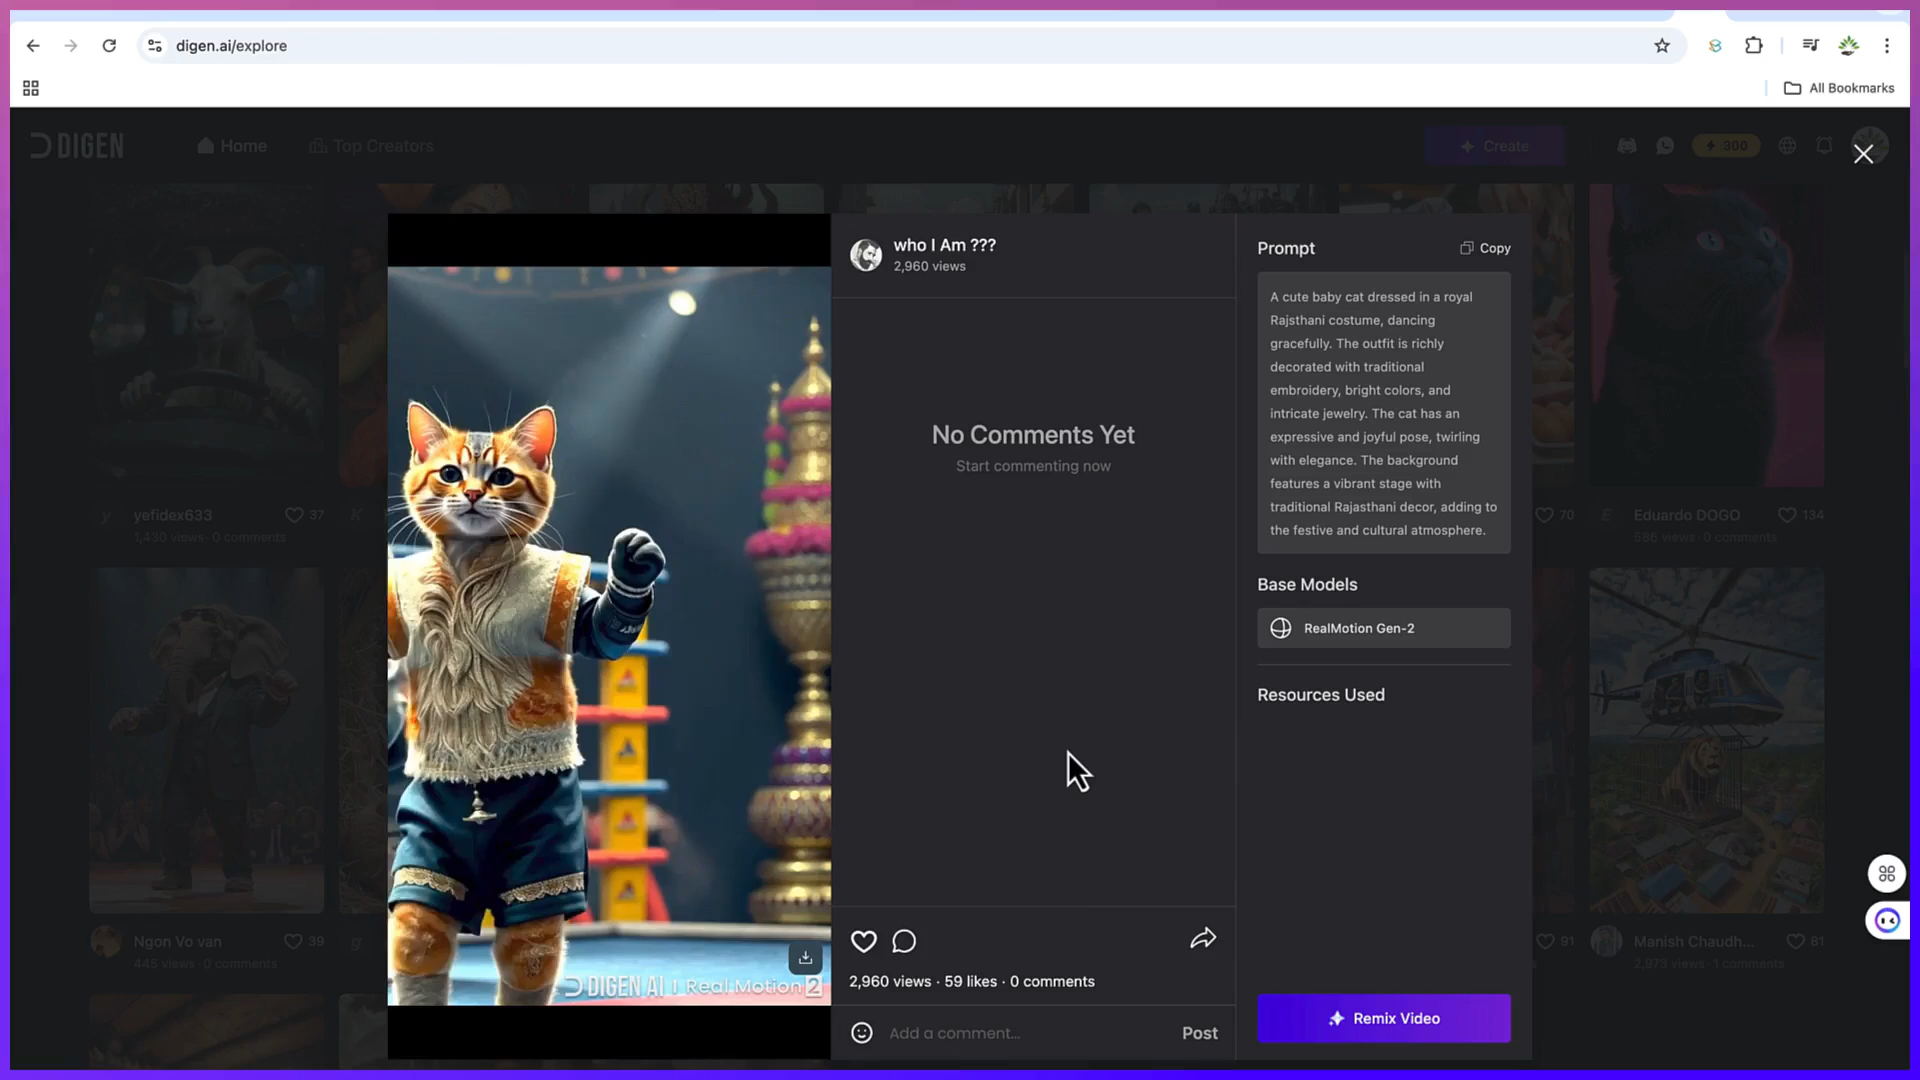 digen.ai/explore
All Bookmarks
DIGEN
Home
Top Creators
Create
300
who I Am ???
2,960 views
No Comments Yet
Start commenting now
2,960 views · 59 likes · 0 comments
Add a comment...
Post
Prompt
Copy
A cute baby cat dressed in a royal
Rajsthani costume, dancing
gracefully. The outfit is richly
decorated with traditional
embroidery, bright colors, and
intricate jewelry. The cat has an
expressive and joyful pose, twirling
with elegance. The background
features a vibrant stage with
traditional Rajasthani decor, adding to
the festive and cultural atmosphere.
Base Models
RealMotion Gen-2
Resources Used
Remix Video
DIGEN AI | Real Motion 2
yefidex633
37
1,430 views · 0 comments
70
Eduardo DOGO
134
586 views · 0 comments
Ngon Vo van
39
445 views · 0 comments
91
Manish Chaudh...
81
2,973 views · 1 comments